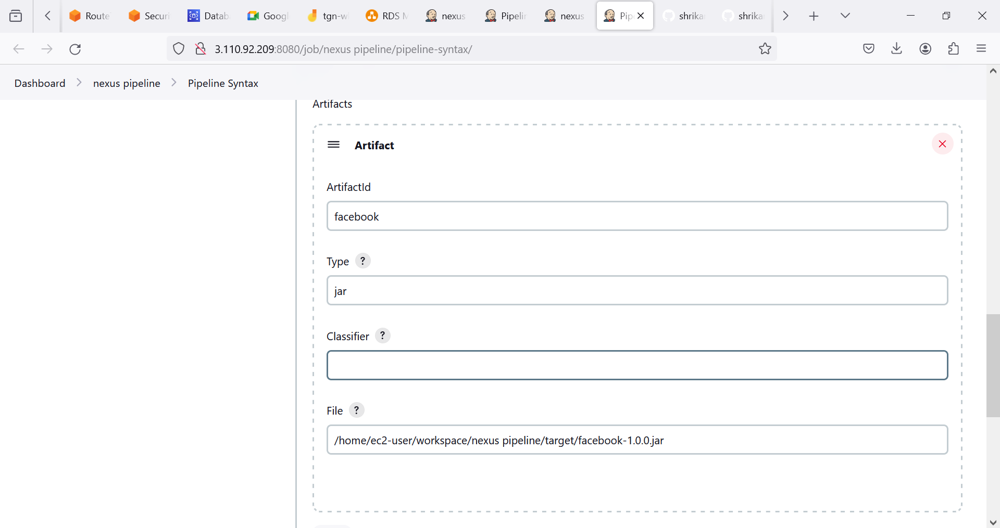 Route
Securi
Datab
Googl
tgn-w
RDS M
nexus
Pipelin
nexus
Pip
shrika
shrika
3.110.92.209:8080/job/nexus pipeline/pipeline-syntax/
Dashboard
nexus pipeline
Pipeline Syntax
Artifacts
Artifact
ArtifactId
facebook
Type ?
jar
Classifier ?
File ?
/home/ec2-user/workspace/nexus pipeline/target/facebook-1.0.0.jar